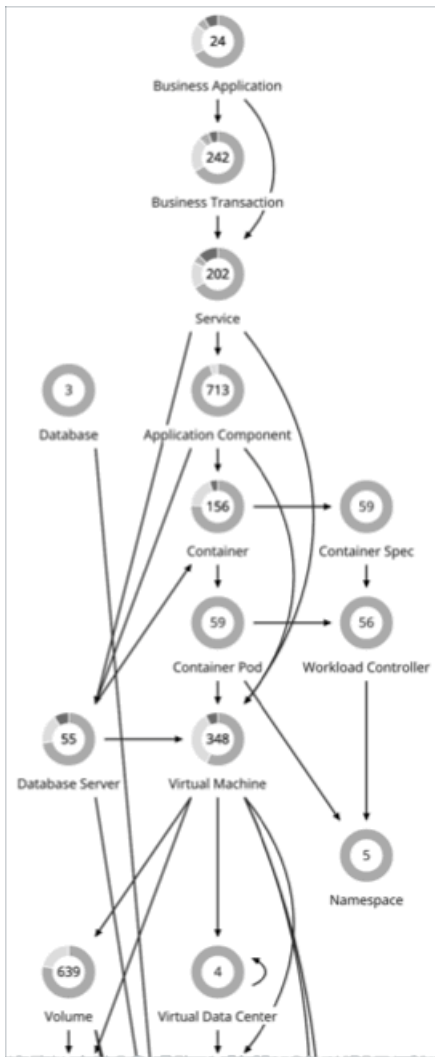 24
Business Application
242
Business Transaction
202
Service
3
713
Database
Application Component
156
59
Container
Container Spec
59
56
Container Pod
Workload Controller
55
348
Database Server
Virtual Machine
5
Namespace
639
4
Volume
Virtual Data Center